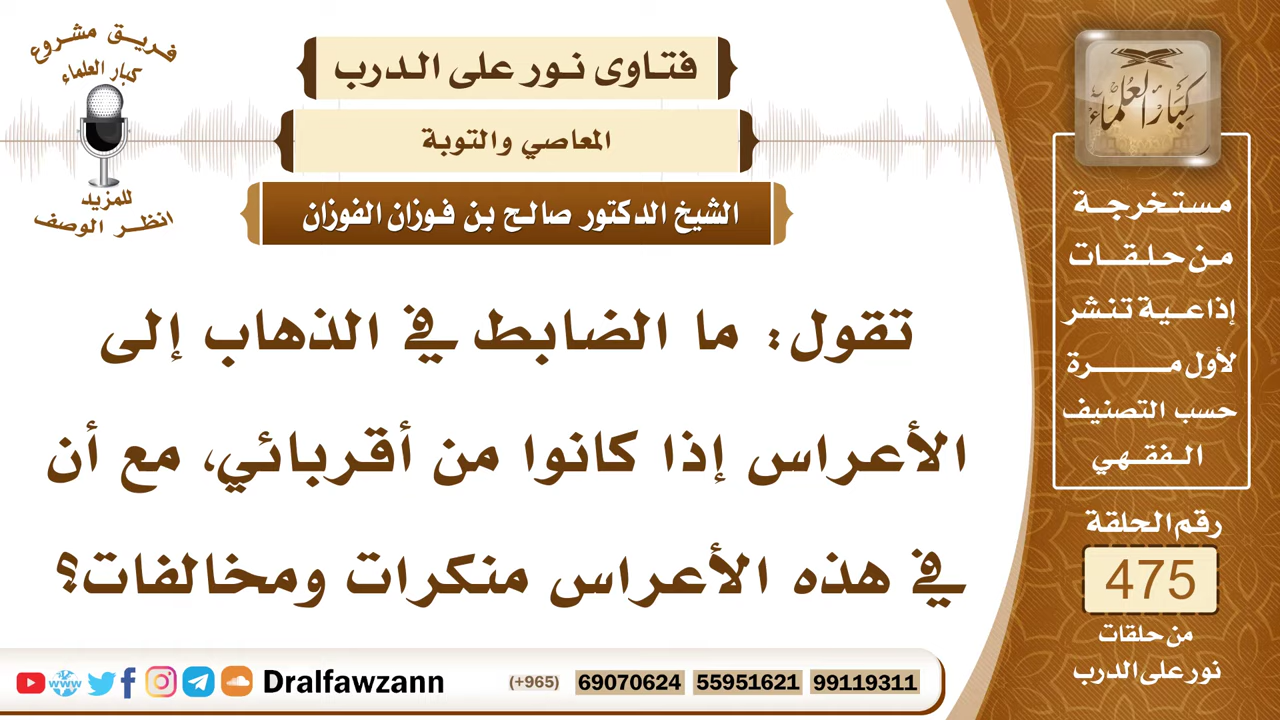 فريق مشروع
كبار العلماء
للمزيد
انظر الوصف
فتاوى نور على الدرب
المعاصي والتوبة
الشيخ الدكتور صالح بن فوزان الفوزان
تقول: ما الضابط في الذهاب إلى
الأعراس إذا كانوا من أقربائي، مع أن
في هذه الأعراس منكرات ومخالفات؟
كبار العلماء
مستخرجة
من حلقات
إذاعية تنشر
لأول مرة
حسب التصنيف
الفقهي
رقم الحلقة
475
من حلقات
نور على الدرب
www Dralfawzann (+965) 69070624 55951621 99119311